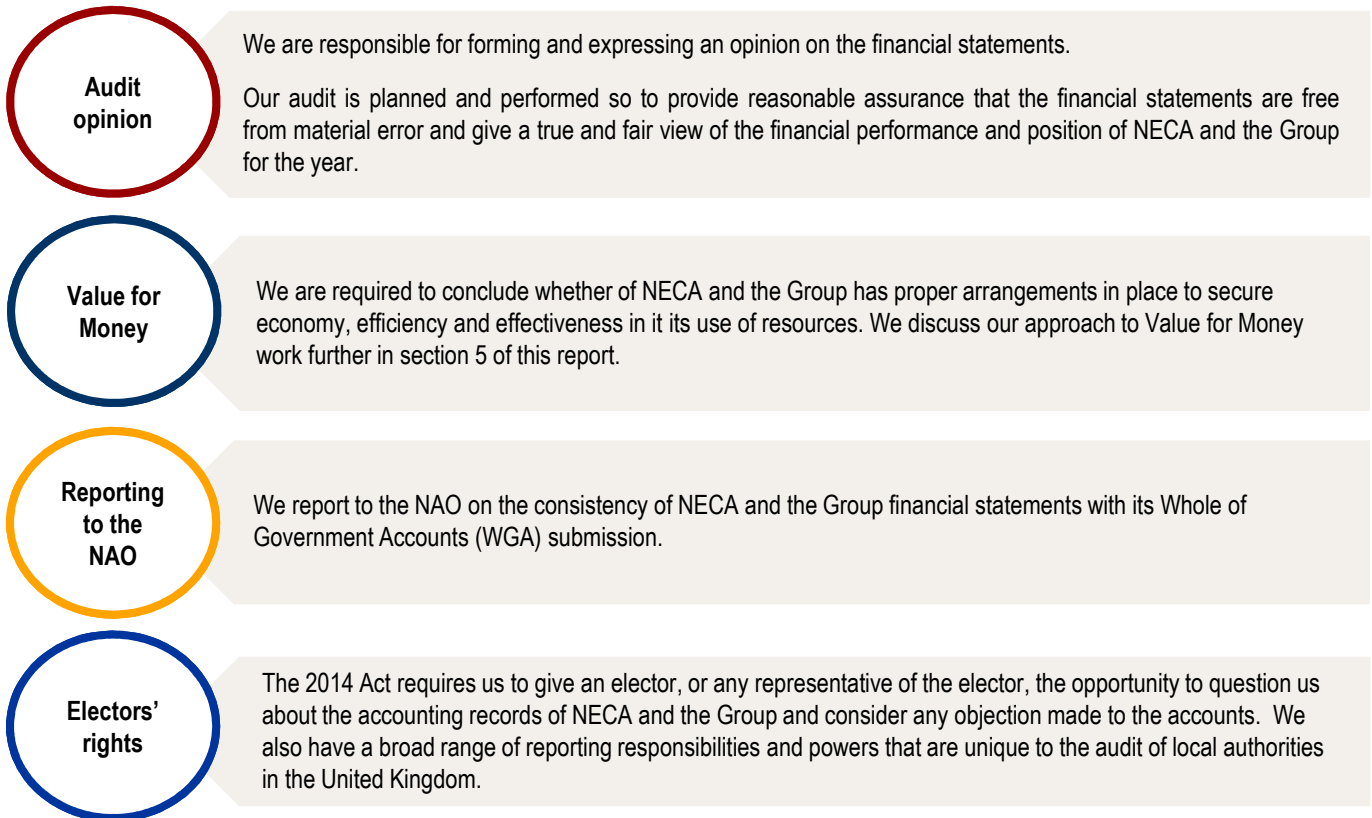 Audit
opinion
We are responsible for forming and expressing an opinion on the financial statements.
Our audit is planned and performed so to provide reasonable assurance that the financial statements are free
from material error and give a true and fair view of the financial performance and position of NECA and the Group
for the year.
Value for
Money
We are required to conclude whether of NECA and the Group has proper arrangements in place to secure
economy, efficiency and effectiveness in it its use of resources. We discuss our approach to Value for Money
work further in section 5 of this report.
Reporting
to the
NAO
We report to the NAO on the consistency of NECA and the Group financial statements with its Whole of
Government Accounts (WGA) submission.
Electors'
rights
The 2014 Act requires us to give an elector, or any representative of the elector, the opportunity to question us
about the accounting records of NECA and the Group and consider any objection made to the accounts.  We
also have a broad range of reporting responsibilities and powers that are unique to the audit of local authorities
in the United Kingdom.